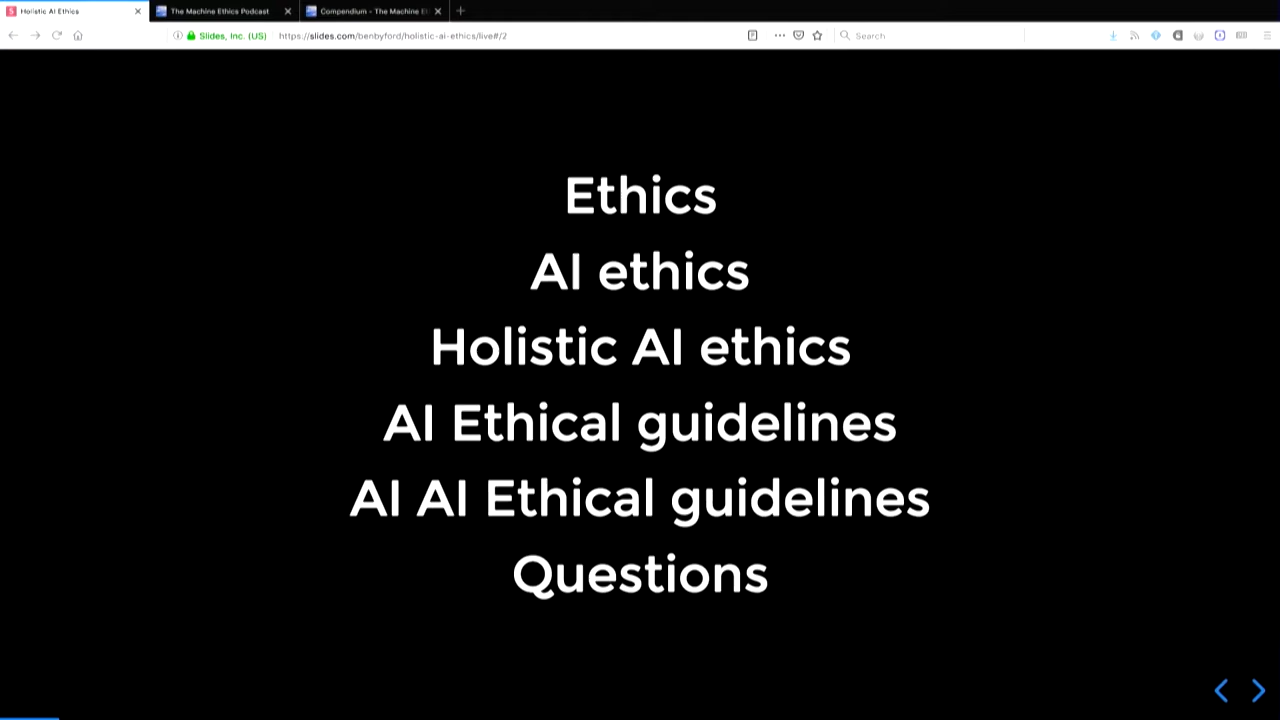 Holistic AI Ethics
The Machine Ethics Podcast
Compendium - The Machine E
Slides, Inc. (US)
https://slides.com/benbyford/holistic-ai-ethics/live#/2
Search
Ethics
AI ethics
Holistic AI ethics
AI Ethical guidelines
AI AI Ethical guidelines
Questions